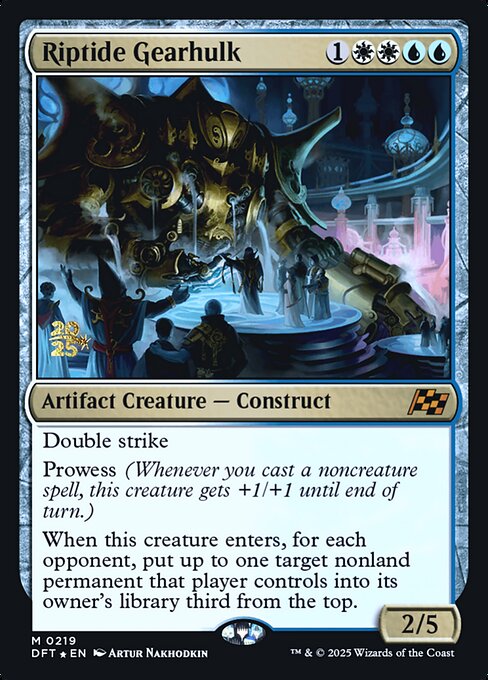 Riptide Gearhulk 1
2025
Artifact Creature — Construct
Double strike
Prowess (Whenever you cast a noncreature
spell, this creature gets +1/+1 until end of
turn.)
When this creature enters, for each
opponent, put up to one target nonland
permanent that player controls into its
owner's library third from the top.
2/5
M 0219
DFT ★ EN Artur Nakhodkin
™ & © 2025 Wizards of the Coast